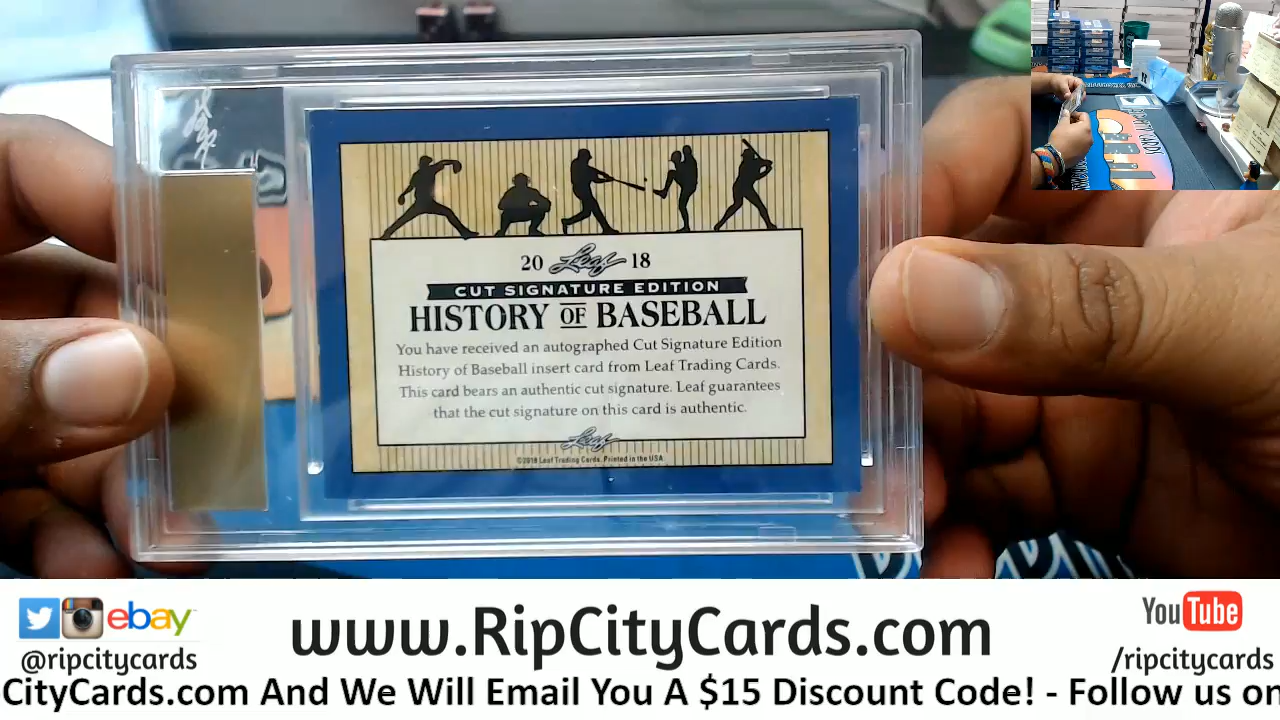 20 Leaf 18
CUT SIGNATURE EDITION
HISTORY OF BASEBALL
You have received an autographed Cut Signature Edition
History of Baseball insert card from Leaf Trading Cards.
This card bears an authentic cut signature. Leaf guarantees
that the cut signature on this card is authentic.
Leaf
©2018 Leaf Trading Cards. Printed in the USA
ebay
@ripcitycards
www.RipCityCards.com
YouTube
/ripcitycards
CityCards.com And We Will Email You A $15 Discount Code! - Follow us on